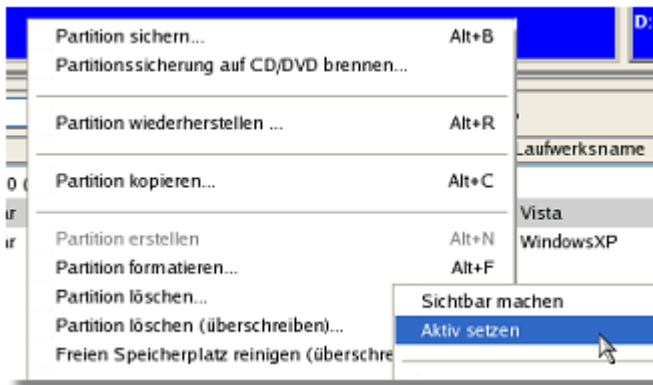 D:
Partition sichern... Alt+B
Partitionssicherung auf CD/DVD brennen...
Partition wiederherstellen ... Alt+R
Laufwerksname
Partition kopieren... Alt+C
Vista
Partition erstellen Alt+N
WindowsXP
Partition formatieren... Alt+F
Partition löschen...
Sichtbar machen
Partition löschen (überschreiben)...
Aktiv setzen
Freien Speicherplatz reinigen (überschre